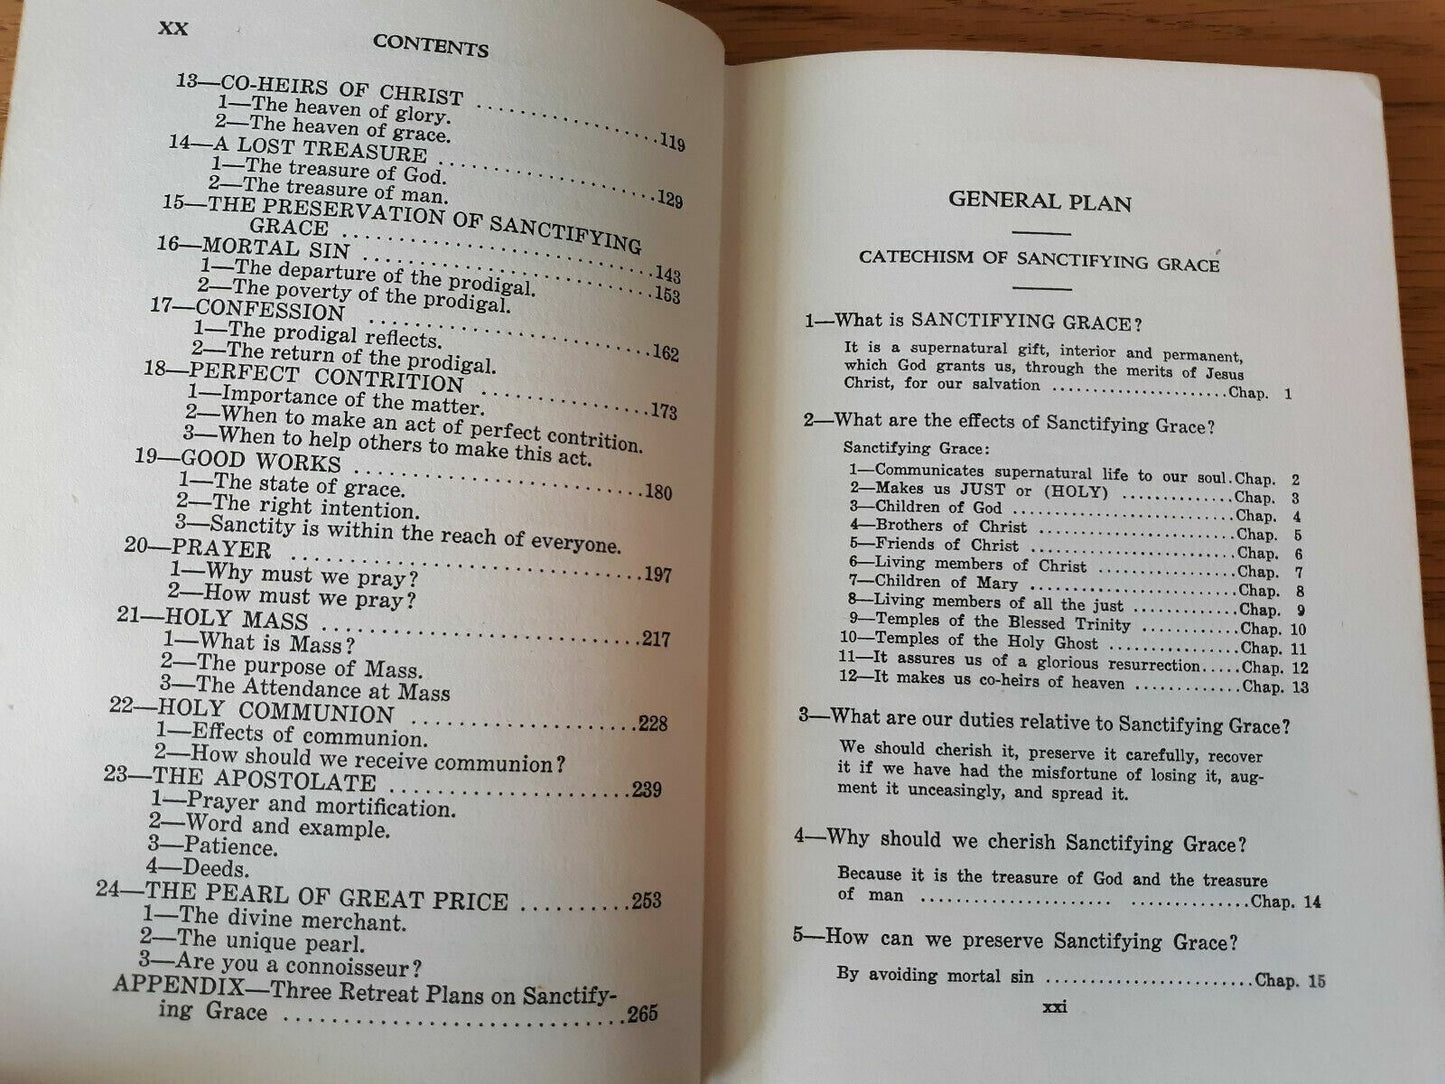 XX
CONTENTS
13—CO-HEIRS OF CHRIST ...................119
1—The heaven of glory.
2—The heaven of grace.
14—A LOST TREASURE ......................129
1—The treasure of God.
2—The treasure of man.
15—THE PRESERVATION OF SANCTIFYING
GRACE ..............................143
16—MORTAL SIN ............................153
1—The departure of the prodigal.
2—The poverty of the prodigal.
17—CONFESSION ...........................162
1—The prodigal reflects.
2—The return of the prodigal.
18—PERFECT CONTRITION .................173
1—Importance of the matter.
2—When to make an act of perfect contrition.
3—When to help others to make this act.
19—GOOD WORKS ..........................180
1—The state of grace.
2—The right intention.
3—Sanctity is within the reach of everyone.
20—PRAYER ................................197
1—Why must we pray?
2—How must we pray?
21—HOLY MASS .............................217
1—What is Mass?
2—The purpose of Mass.
3—The Attendance at Mass
22—HOLY COMMUNION ....................228
1—Effects of communion.
2—How should we receive communion?
23—THE APOSTOLATE ......................239
1—Prayer and mortification.
2—Word and example.
3—Patience.
4—Deeds.
24—THE PEARL OF GREAT PRICE ..........253
1—The divine merchant.
2—The unique pearl.
3—Are you a connoisseur?
APPENDIX—Three Retreat Plans on Sanctify-
ing Grace ..............................265
GENERAL PLAN
CATECHISM OF SANCTIFYING GRACE
1—What is SANCTIFYING GRACE?
It is a supernatural gift, interior and permanent,
which God grants us, through the merits of Jesus
Christ, for our salvation ....................Chap. 1
2—What are the effects of Sanctifying Grace?
Sanctifying Grace:
1—Communicates supernatural life to our soul.Chap. 2
2—Makes us JUST or (HOLY) .............Chap. 3
3—Children of God .........................Chap. 4
4—Brothers of Christ ......................Chap. 5
5—Friends of Christ .......................Chap. 6
6—Living members of Christ ...............Chap. 7
7—Children of Mary .......................Chap. 8
8—Living members of all the just ............Chap. 9
9—Temples of the Blessed Trinity ............Chap. 10
10—Temples of the Holy Ghost ...............Chap. 11
11—It assures us of a glorious resurrection.....Chap. 12
12—It makes us co-heirs of heaven .............Chap. 13
3—What are our duties relative to Sanctifying Grace?
We should cherish it, preserve it carefully, recover
it if we have had the misfortune of losing it, aug-
ment it unceasingly, and spread it.
4—Why should we cherish Sanctifying Grace?
Because it is the treasure of God and the treasure
of man ...................... ..............Chap. 14
5—How can we preserve Sanctifying Grace?
By avoiding mortal sin ........................Chap. 15
xxi